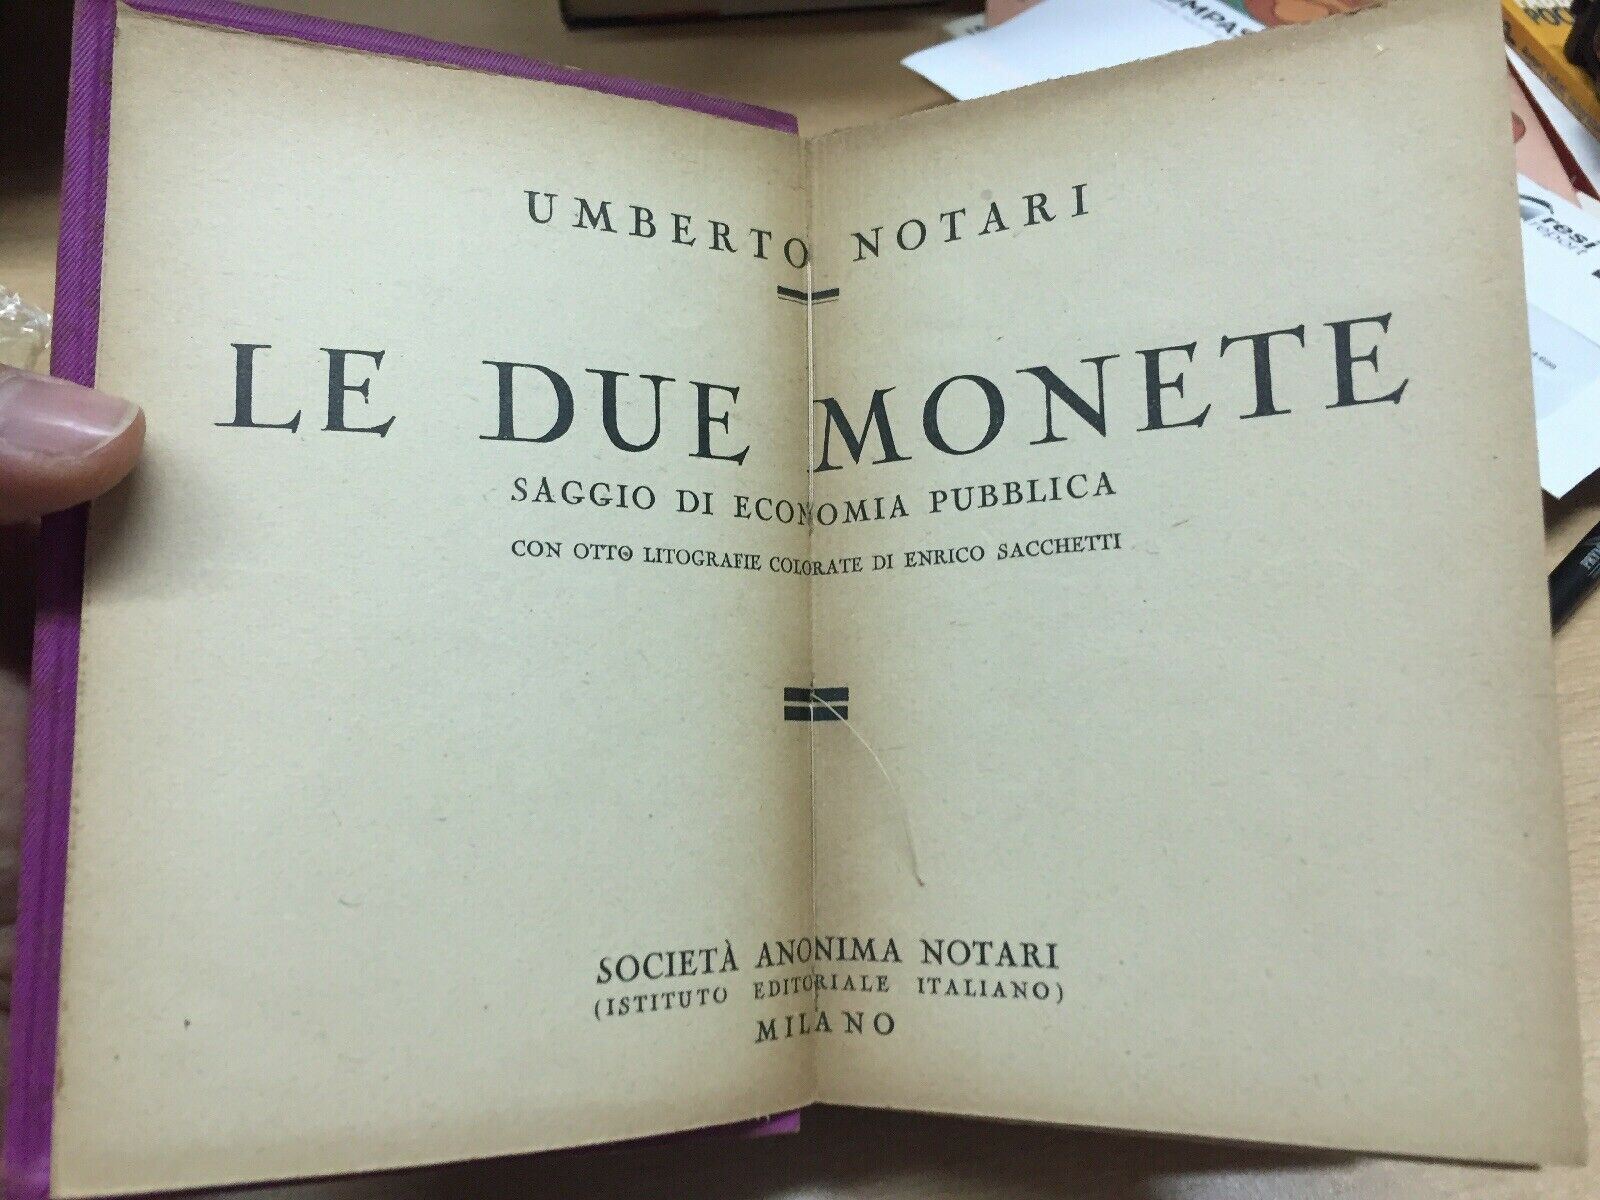 UMBERTO NOTARI
LE DUE MONETE
SAGGIO DI ECONOMIA PUBBLICA
CON OTTO LITOGRAFIE COLORATE DI ENRICO SACCHETTI
SOCIETÀ ANONIMA NOTARI
(ISTITUTO EDITORIALE ITALIANO)
MILANO